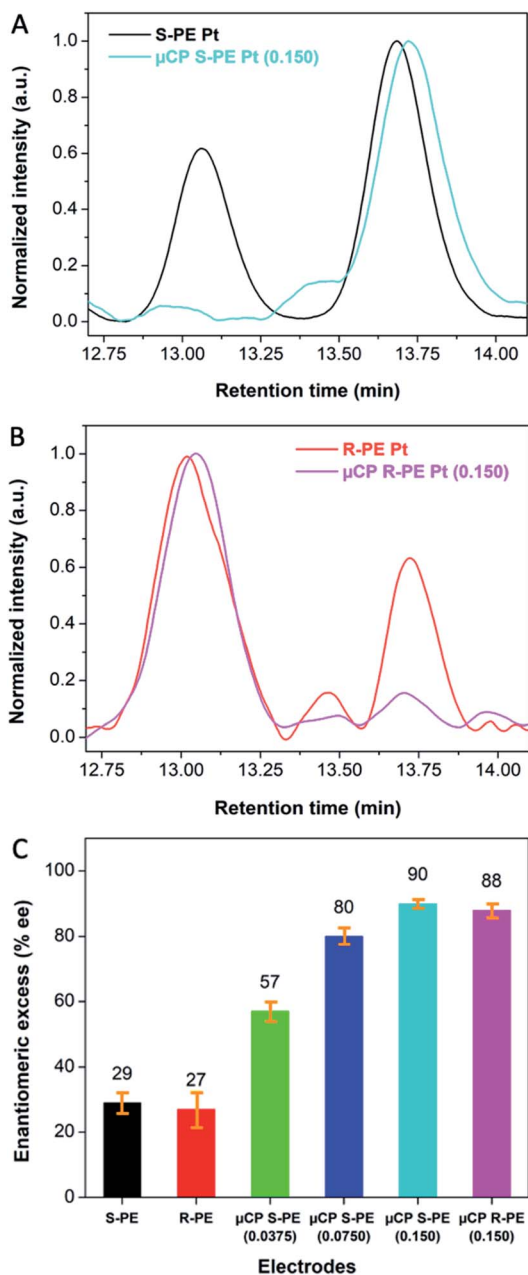 A
S-PE Pt
µCP S-PE Pt (0.150)
Normalized intensity (a.u.)
1.0
0.8
0.6
0.4
0.2
0.0
12.75 13.00 13.25 13.50 13.75 14.00
Retention time (min)
B
R-PE Pt
µCP R-PE Pt (0.150)
Normalized intensity (a.u.)
1.0
0.8
0.6
0.4
0.2
0.0
12.75 13.00 13.25 13.50 13.75 14.00
Retention time (min)
C
Enantiomeric excess (% ee)
100
80
60
40
20
0
29 27 57 80 90 88
S-PE R-PE µCP S-PE µCP S-PE µCP S-PE µCP R-PE
(0.0375) (0.0750) (0.150) (0.150)
Electrodes